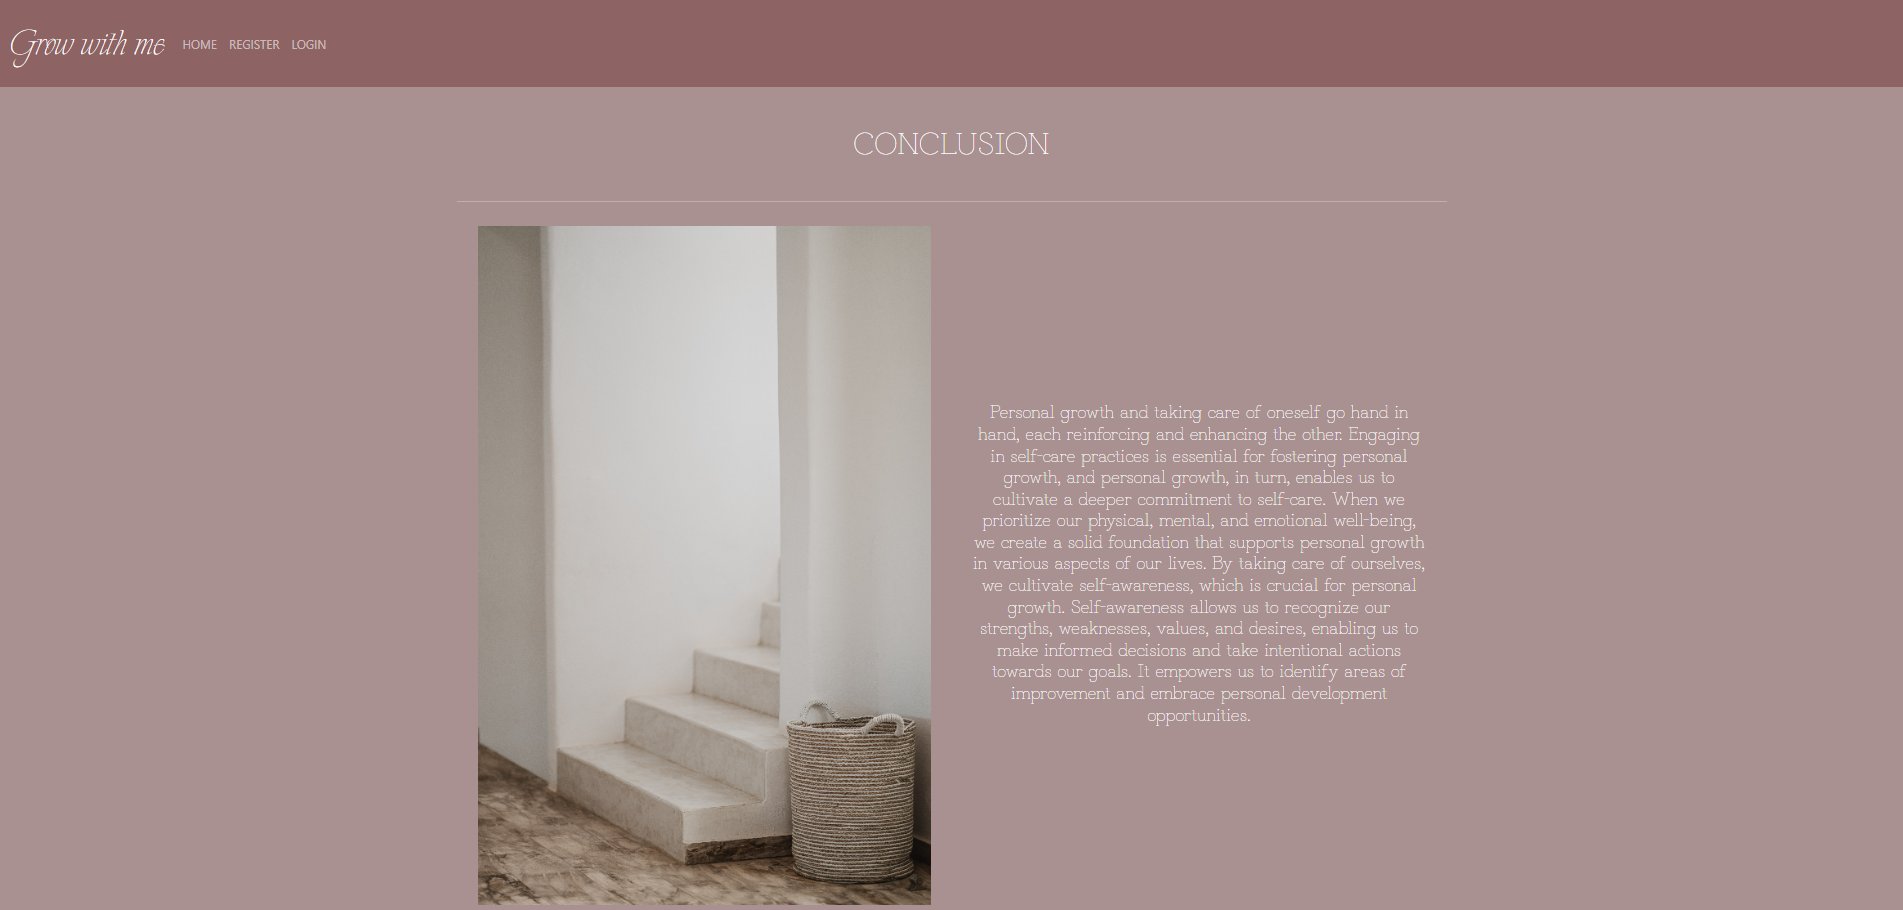 Grow with me HOME REGISTER LOGIN
CONCLUSION
Personal growth and taking care of oneself go hand in
hand, each reinforcing and enhancing the other. Engaging
in self-care practices is essential for fostering personal
growth, and personal growth, in turn, enables us to
cultivate a deeper commitment to self-care. When we
prioritize our physical, mental, and emotional well-being,
we create a solid foundation that supports personal growth
in various aspects of our lives. By taking care of ourselves,
we cultivate self-awareness, which is crucial for personal
growth. Self-awareness allows us to recognize our
strengths, weaknesses, values, and desires, enabling us to
make informed decisions and take intentional actions
towards our goals. It empowers us to identify areas of
improvement and embrace personal development
opportunities.